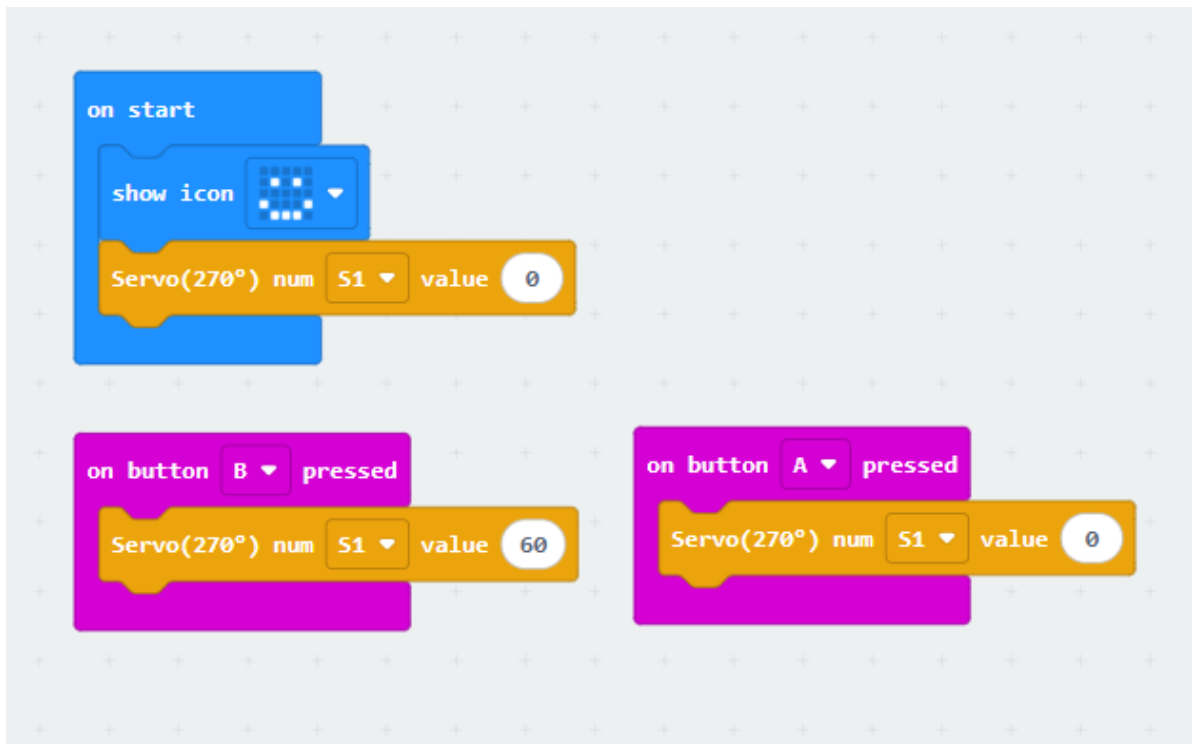 on start
show icon
Servo(270°) num S1 value 0
on button B pressed
Servo(270°) num S1 value 60
on button A pressed
Servo(270°) num S1 value 0